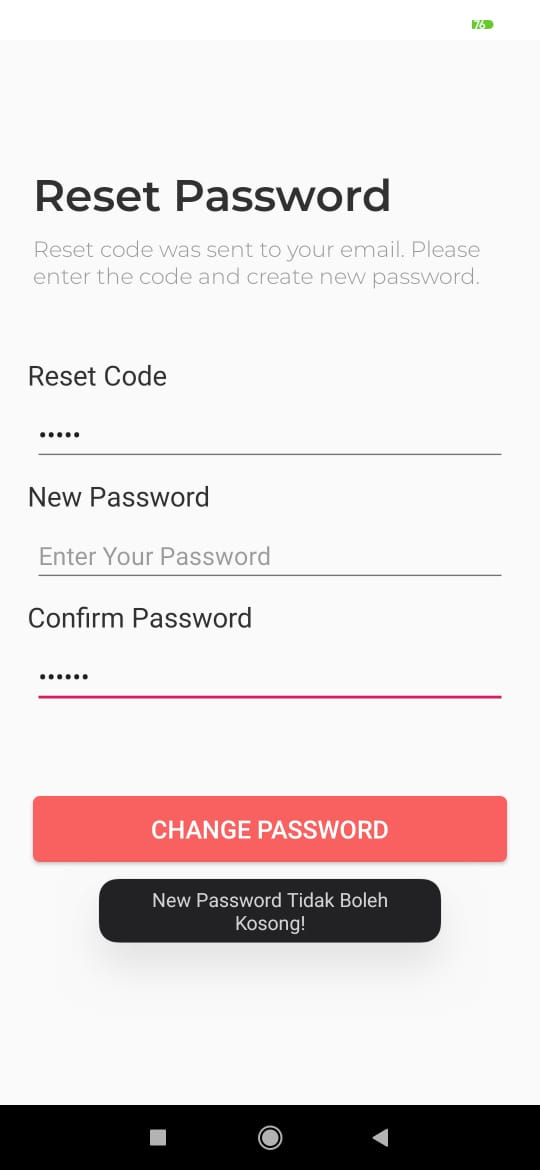 76
Reset Password
Reset code was sent to your email. Please
enter the code and create new password.
Reset Code
•••••
New Password
Enter Your Password
Confirm Password
••••••
CHANGE PASSWORD
New Password Tidak Boleh
Kosong!